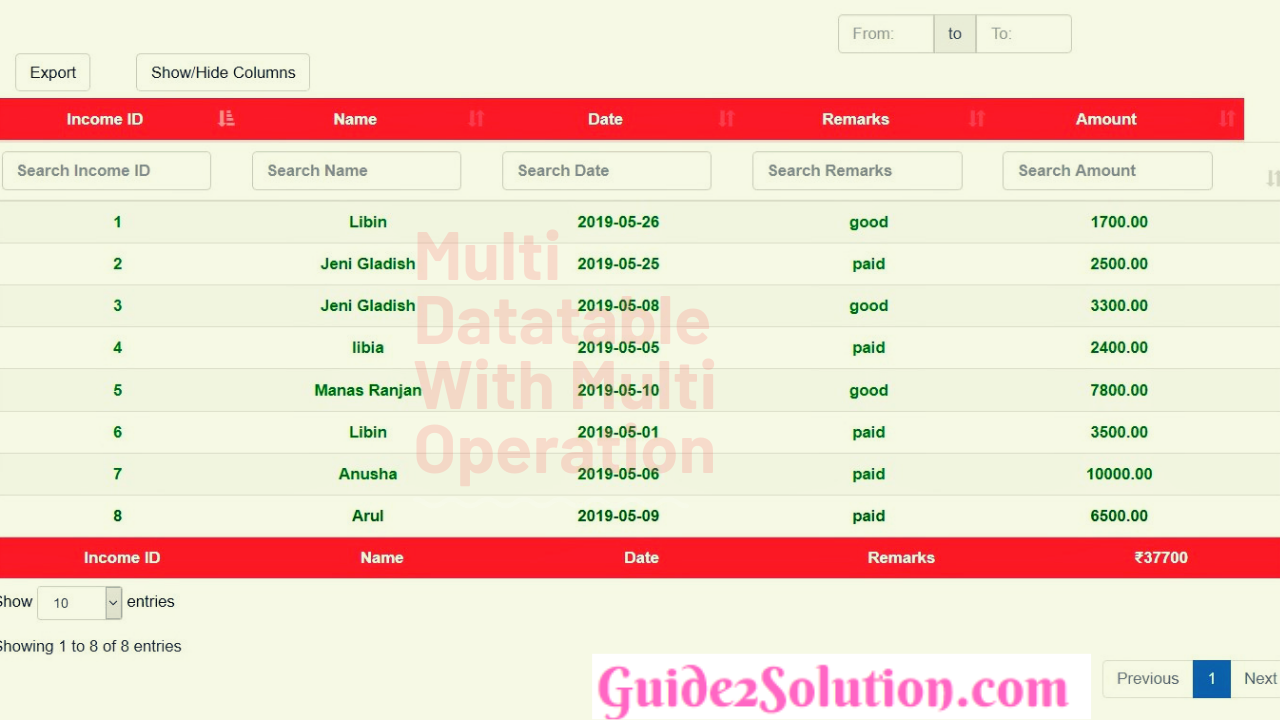 From: to To:
Export Show/Hide Columns
Income ID Name Date Remarks Amount
Search Income ID Search Name Search Date Search Remarks Search Amount
1 Libin 2019-05-26 good 1700.00
2 Jeni Gladish 2019-05-25 paid 2500.00
3 Jeni Gladish 2019-05-08 good 3300.00
4 libia 2019-05-05 paid 2400.00
5 Manas Ranjan 2019-05-10 good 7800.00
6 Libin 2019-05-01 paid 3500.00
7 Anusha 2019-05-06 paid 10000.00
8 Arul 2019-05-09 paid 6500.00
Multi
Datatable
With Multi
Operation
Income ID Name Date Remarks ₹37700
Show 10 entries
Showing 1 to 8 of 8 entries
Guide2Solution.com
Previous 1 Next